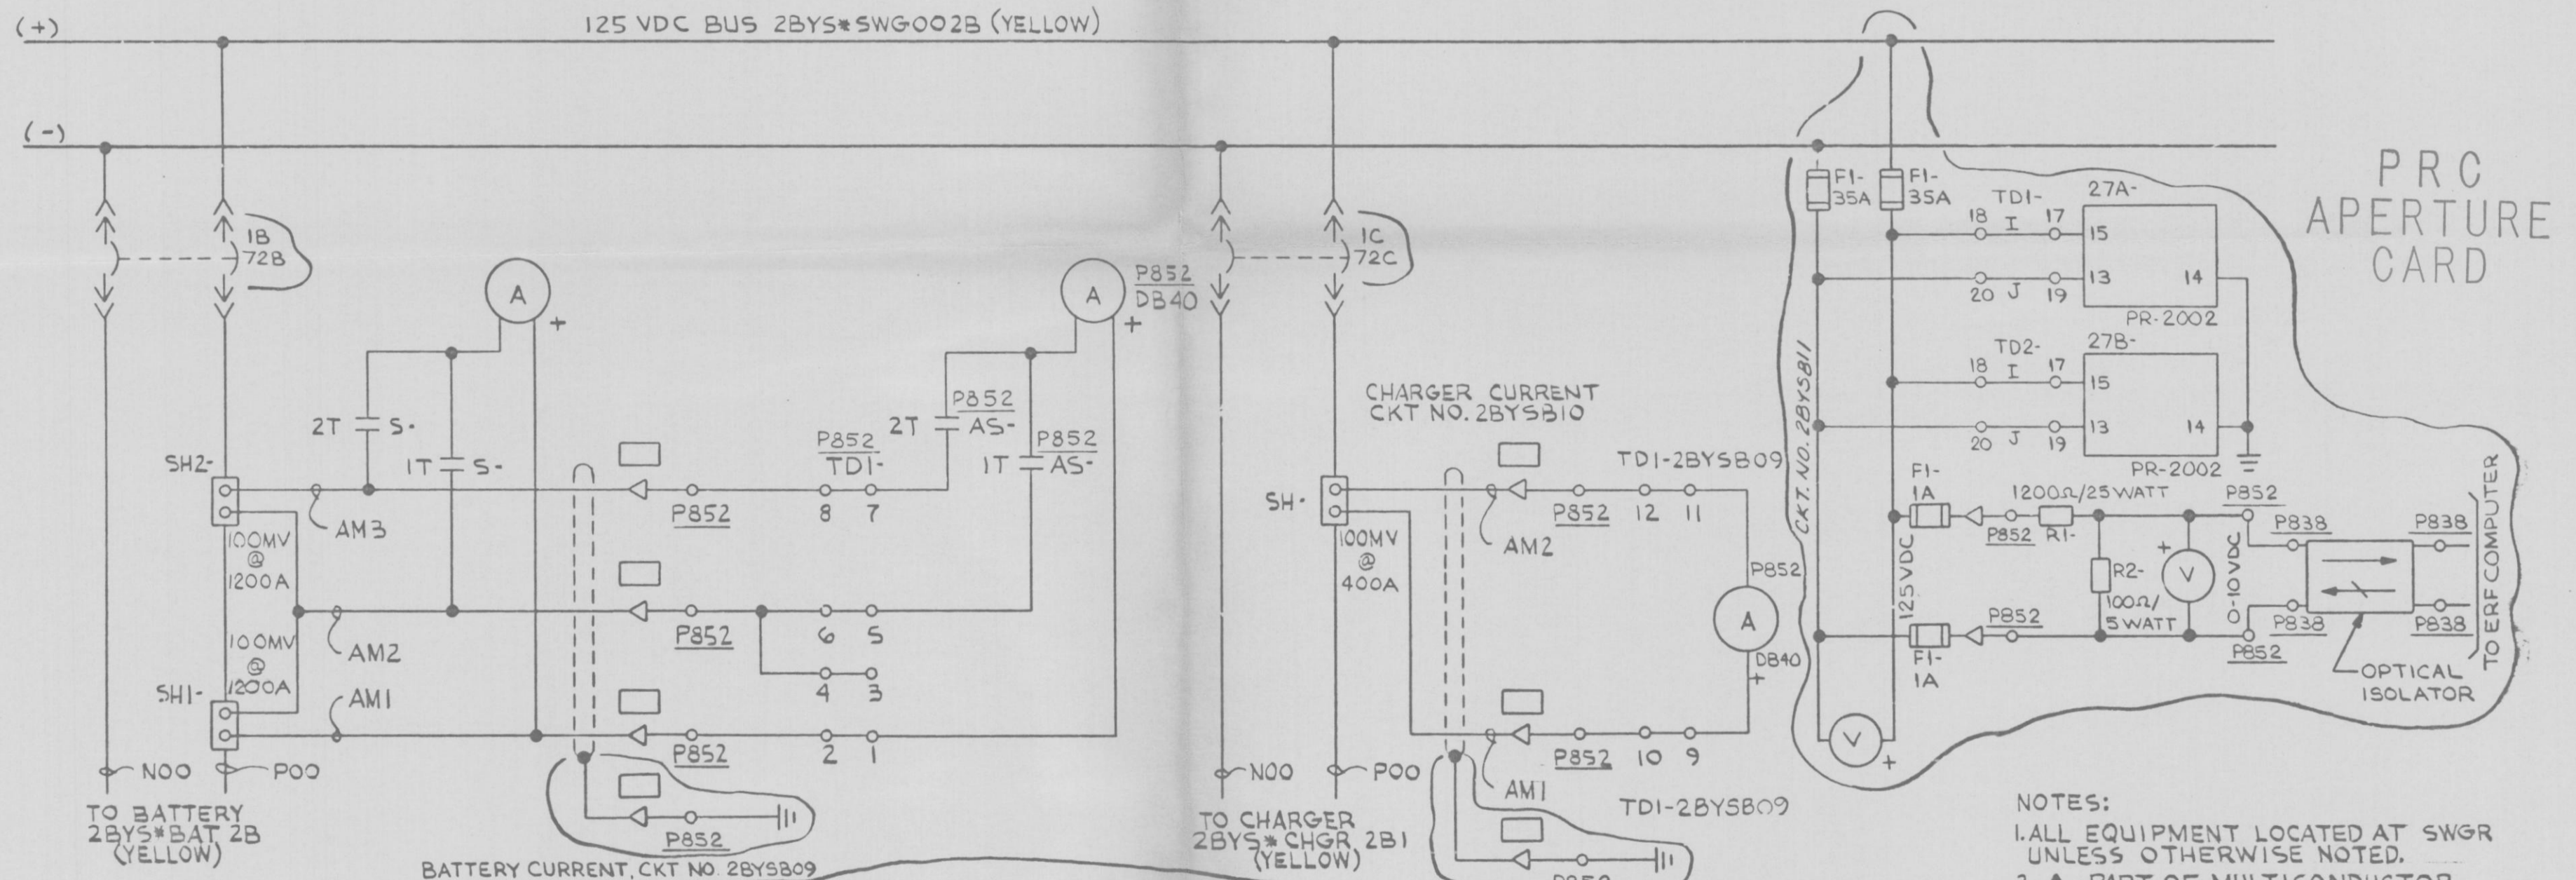 125 VDC BUS 2BYS*SWG002B (YELLOW)
(+)
(-)
1B
72B
A
+
2T S-
1T S-
SH2-
100MV
@
1200A
AM3
100MV
@
1200A
AM2
SH1-
AM1
N00
P00
TO BATTERY
2BYS*BAT 2B
(YELLOW)
P852
P852
P852
P852
BATTERY CURRENT, CKT NO. 2BYSB09
P852
TD1-
8 7
6 5
4 3
2 1
2T
P852
AS-
1T
P852
AS-
A
+
P852
DB40
1C
72C
CHARGER CURRENT
CKT NO. 2BYSB10
SH-
100MV
@
400A
AM2
P852 12 11
TD1-2BYSB09
P852
A
DB40
+
P852 10 9
AM1
TD1-2BYSB09
N00
P00
TO CHARGER
2BYS*CHGR 2B1
(YELLOW)
P852
CKT. NO. 2BYSB11
F1-
35A
F1-
35A
TD1-
18 I 17
20 J 19
27A-
15
13 14
PR-2002
TD2-
18 I 17
20 J 19
27B-
15
13 14
PR-2002
F1-
1A
125VDC
P852
1200Ω/25WATT
R1-
R2-
100Ω/
5WATT
+
V
0-10VDC
P852
P838
P838
P838
P838
P852
P852
F1-
1A
OPTICAL
ISOLATOR
TO ERF COMPUTER
V
+
PRC
APERTURE
CARD
NOTES:
1. ALL EQUIPMENT LOCATED AT SWGR
UNLESS OTHERWISE NOTED.
2. A- PART OF MULTICONDUCTOR